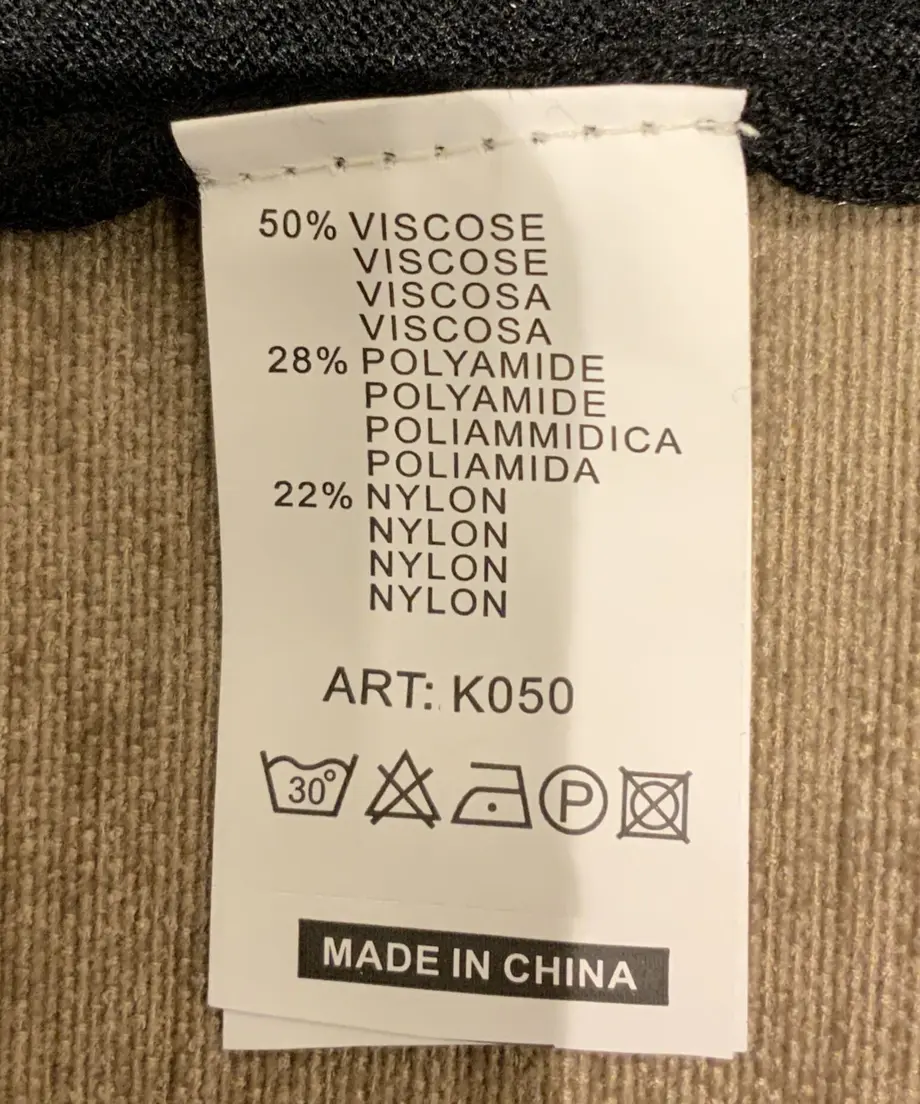 50% VISCOSE
VISCOSE
VISCOSA
VISCOSA
28% POLYAMIDE
POLYAMIDE
POLIAMMIDICA
POLIAMIDA
22% NYLON
NYLON
NYLON
NYLON
ART: K050
30° P
MADE IN CHINA